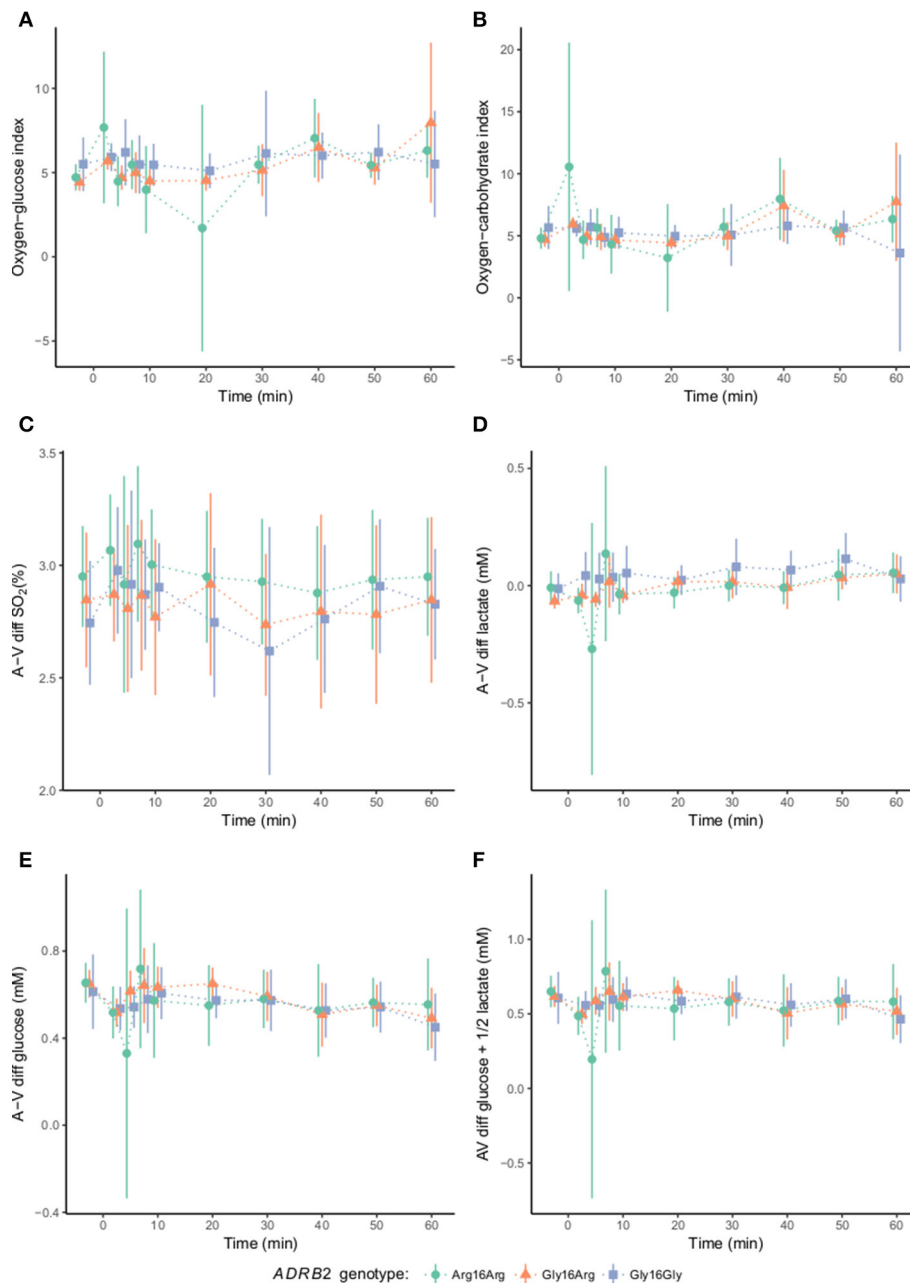 A
B
Oxygen-glucose index
10
5
0
−5
0 10 20 30 40 50 60
Time (min)
Oxygen-carbohydrate index
20
15
10
5
0
−5
0 10 20 30 40 50 60
Time (min)
C
D
A−V diff SO2(%)
3.5
3.0
2.5
2.0
0 10 20 30 40 50 60
Time (min)
A−V diff lactate (mM)
0.5
0.0
−0.5
0 10 20 30 40 50 60
Time (min)
E
F
A−V diff glucose (mM)
0.8
0.4
0.0
−0.4
0 10 20 30 40 50 60
Time (min)
AV diff glucose + 1/2 lactate (mM)
1.0
0.5
0.0
−0.5
0 10 20 30 40 50 60
Time (min)
ADRB2 genotype: Arg16Arg Gly16Arg Gly16Gly